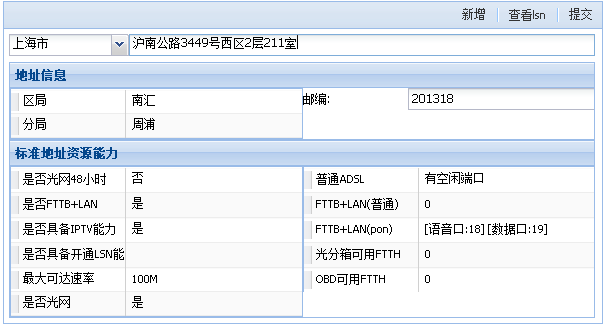 新增 查看lsn 提交
上海市 沪南公路3449号西区2层211室
地址信息
区局 南汇 邮编: 201318
分局 周浦
标准地址资源能力
是否光网48小时 否 普通ADSL 有空闲端口
是否FTTB+LAN 是 FTTB+LAN(普通) 0
是否具备IPTV能力 是 FTTB+LAN(pon) [语音口:18][数据口:19]
是否具备开通LSN能 光分箱可用FTTH 0
最大可达速率 100M OBD可用FTTH 0
是否光网 是